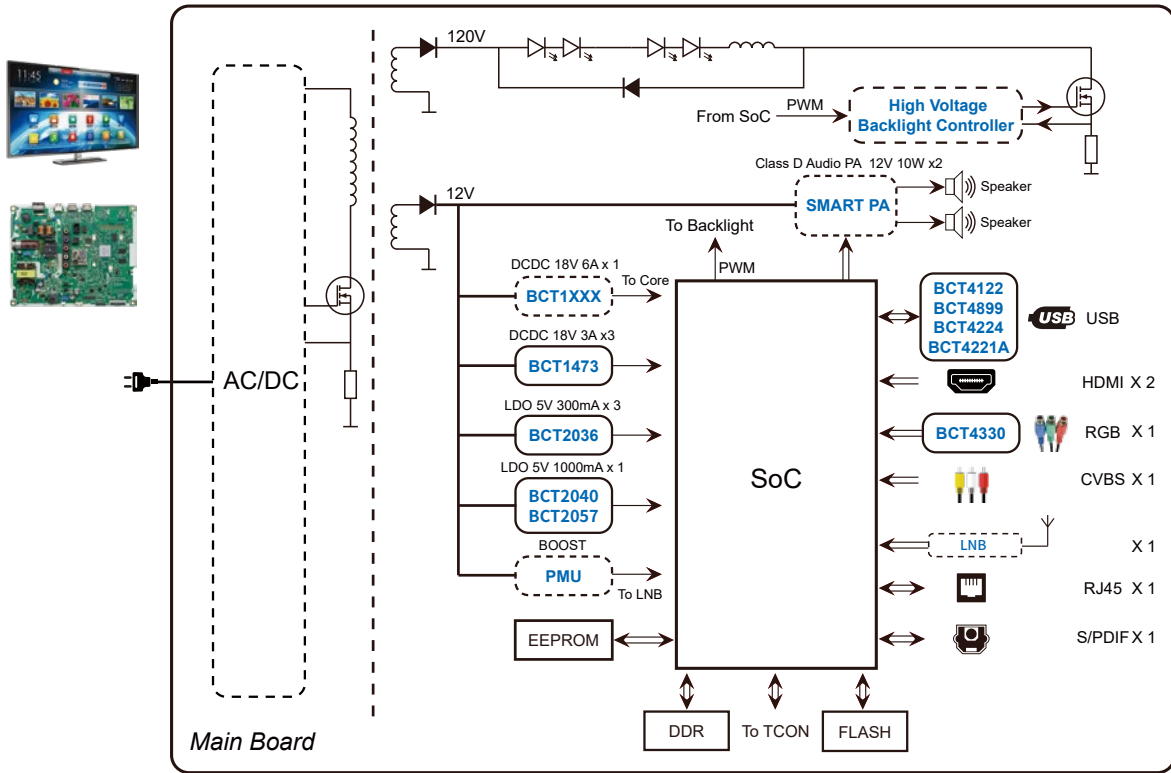 11:45
120V
From SoC
PWM
High Voltage
Backlight Controller
Class D Audio PA 12V 10W x2
12V
SMART PA
Speaker
Speaker
To Backlight
PWM
DCDC 18V 6A x 1
BCT1XXX
To Core
DCDC 18V 3A x3
BCT1473
LDO 5V 300mA x 3
BCT2036
LDO 5V 1000mA x 1
BCT2040
BCT2057
BOOST
PMU
To LNB
EEPROM
AC/DC
SoC
BCT4122
BCT4899
BCT4224
BCT4221A
USB
USB
HDMI X 2
BCT4330
RGB X 1
CVBS X 1
LNB
X 1
RJ45 X 1
S/PDIF X 1
DDR
To TCON
FLASH
Main Board